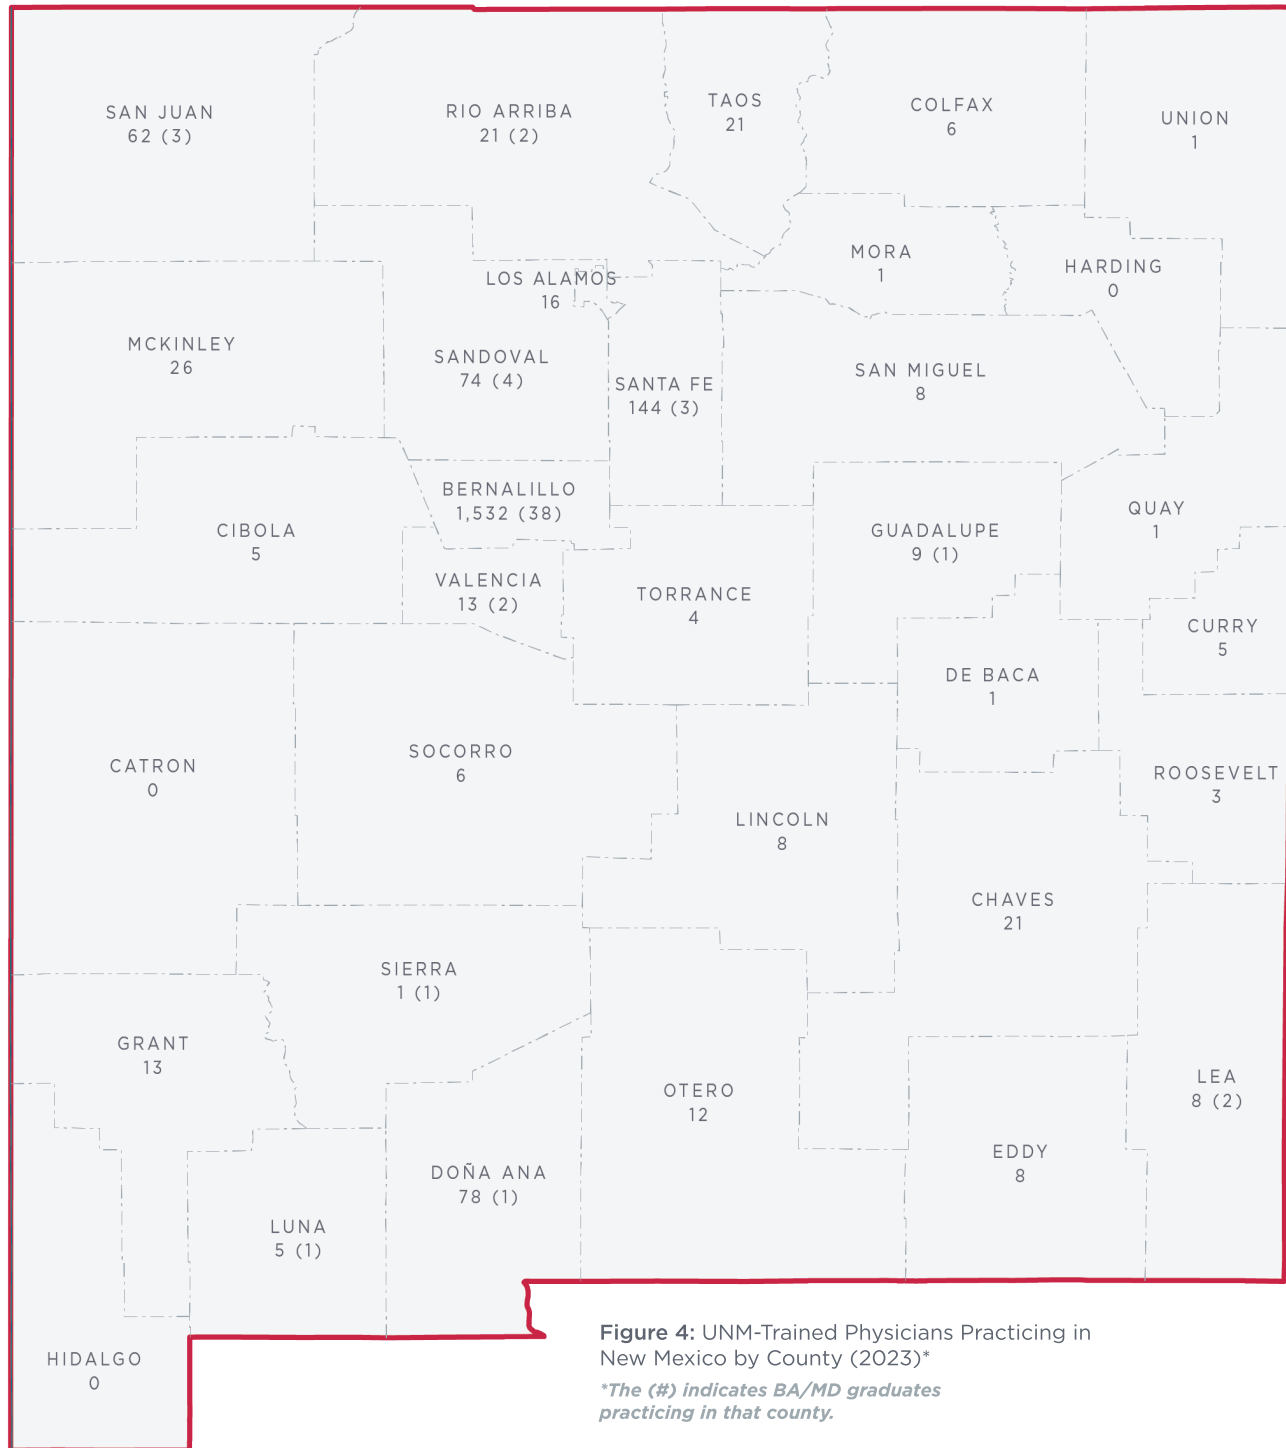 SAN JUAN
62 (3)
RIO ARRIBA
21 (2)
TAOS
21
COLFAX
6
UNION
1
MORA
1
HARDING
0
LOS ALAMOS
16
MCKINLEY
26
SANDOVAL
74 (4)
SANTA FE
144 (3)
SAN MIGUEL
8
BERNALILLO
1,532 (38)
CIBOLA
5
GUADALUPE
9 (1)
QUAY
1
VALENCIA
13 (2)
TORRANCE
4
CURRY
5
DE BACA
1
CATRON
0
SOCORRO
6
ROOSEVELT
3
LINCOLN
8
CHAVES
21
SIERRA
1 (1)
GRANT
13
OTERO
12
LEA
8 (2)
EDDY
8
DOÑA ANA
78 (1)
LUNA
5 (1)
HIDALGO
0
Figure 4: UNM-Trained Physicians Practicing in
New Mexico by County (2023)*
*The (#) indicates BA/MD graduates
practicing in that county.